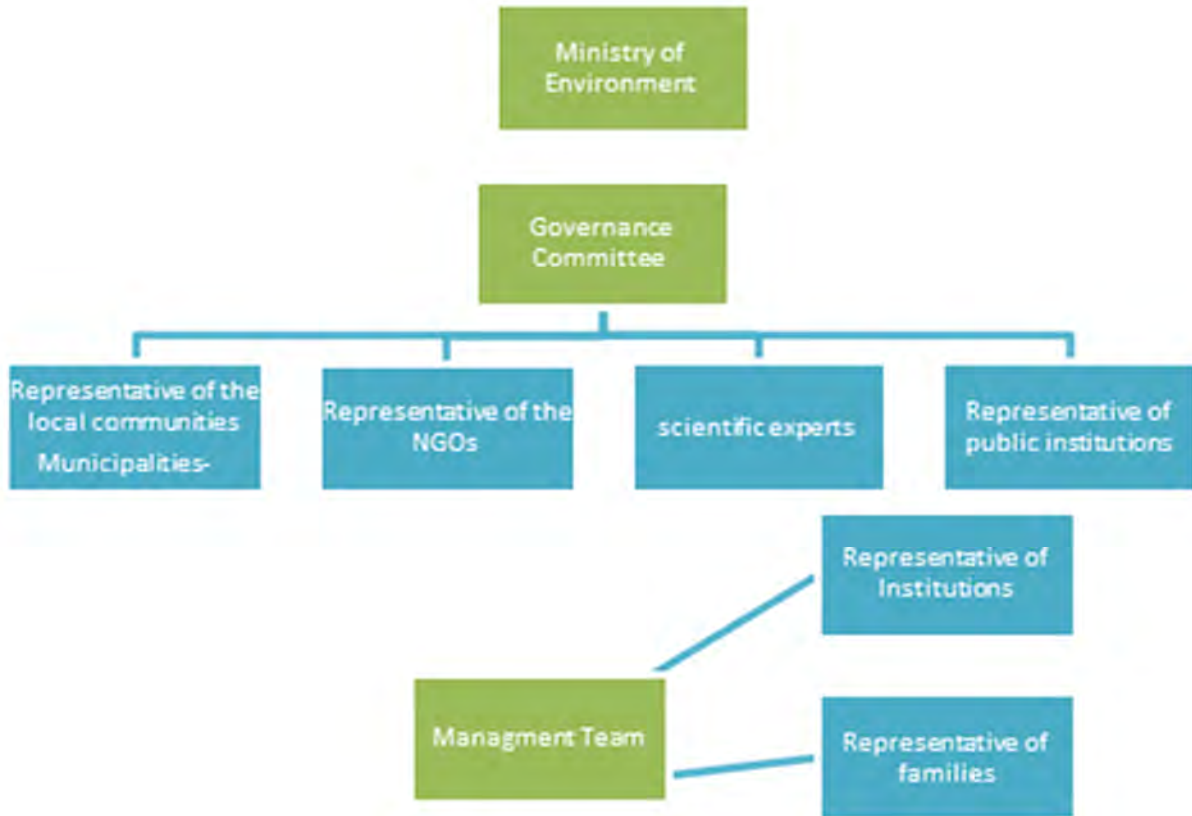 Ministry of
Environment
Governance
Committee
Representative of the
local communities
Municipalities-
Representative of the
NGOs
scientific experts
Representative of
public institutions
Representative of
Institutions
Managment Team
Representative of
families